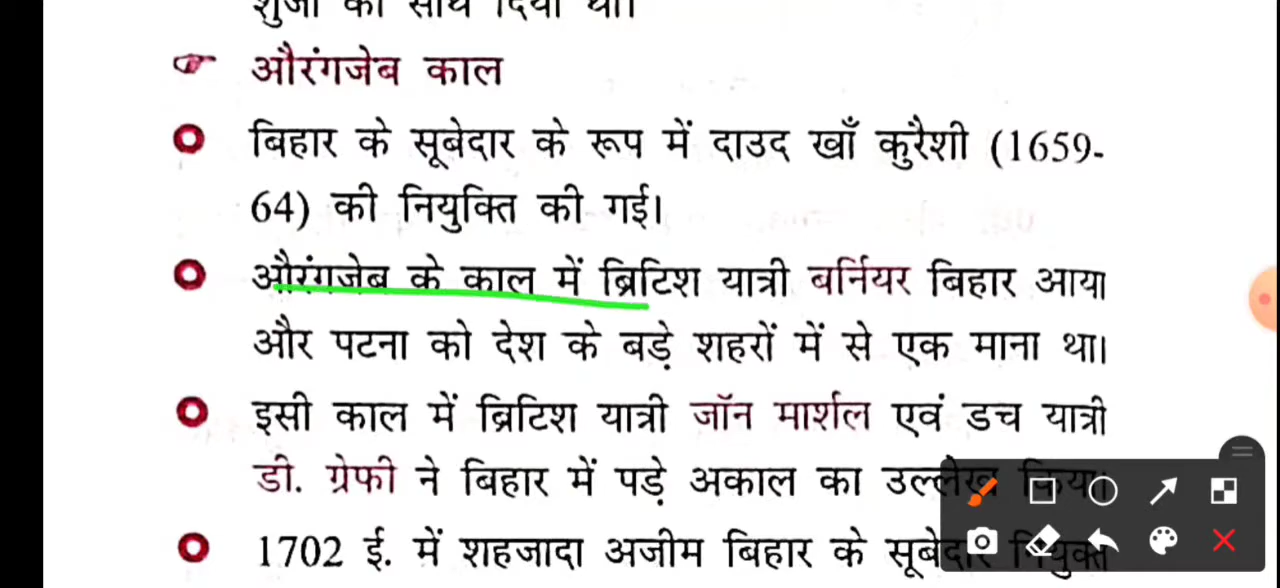 शुजा का साथ दिया था।
औरंगजेब काल
बिहार के सूबेदार के रूप में दाउद खाँ कुरैशी (1659-
64) की नियुक्ति की गई।
औरंगजेब के काल में ब्रिटिश यात्री बर्नियर बिहार आया
और पटना को देश के बड़े शहरों में से एक माना था।
इसी काल में ब्रिटिश यात्री जॉन मार्शल एवं डच यात्री
डी. ग्रेफी ने बिहार में पड़े अकाल का उल्लेख किया।
1702 ई. में शहजादा अजीम बिहार के सूबेदार नियुक्त